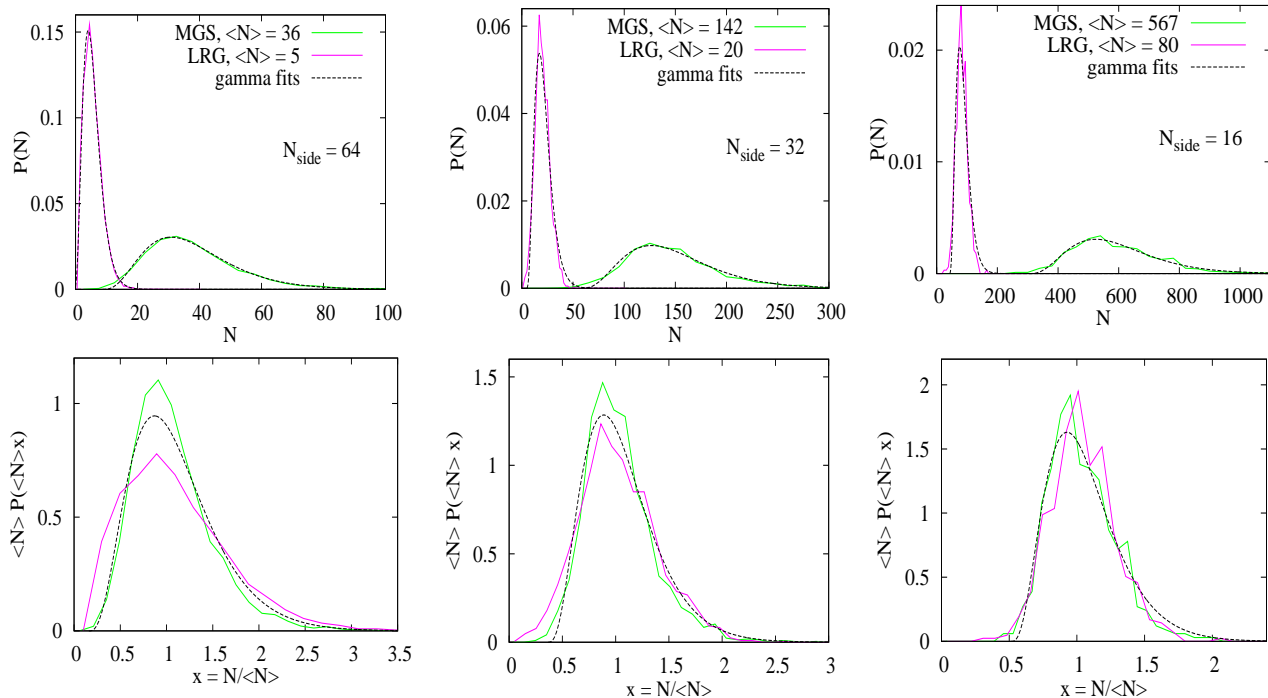 MGS, <N> = 36
LRG, <N> = 5
gamma fits
N_side = 64
P(N)
0.15
0.1
0.05
0
0 20 40 60 80 100
N
MGS, <N> = 142
LRG, <N> = 20
gamma fits
N_side = 32
P(N)
0.06
0.04
0.02
0
0 50 100 150 200 250 300
N
MGS, <N> = 567
LRG, <N> = 80
gamma fits
N_side = 16
P(N)
0.02
0.01
0
0 200 400 600 800 1000
N
<N> P(<N>x)
1
0.5
0
0 0.5 1 1.5 2 2.5 3 3.5
x = N/<N>
<N> P(<N> x)
1.5
1
0.5
0
0 0.5 1 1.5 2 2.5 3
x = N/<N>
<N> P(<N> x)
2
1.5
1
0.5
0
0 0.5 1 1.5 2
x = N/<N>